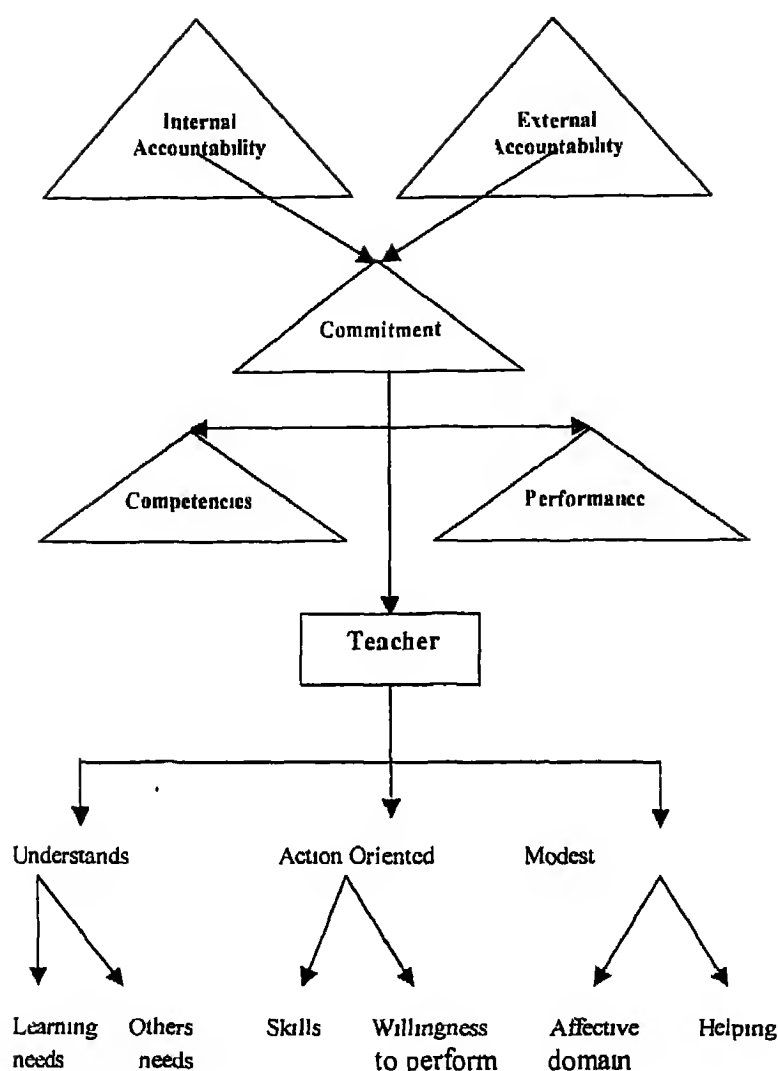 Internal
Accountability
External
Accountability
Commitment
Competencies
Performance
Teacher
Understands Action Oriented Modest
Learning Others Skills Willingness Affective Helping
needs needs to perform domain